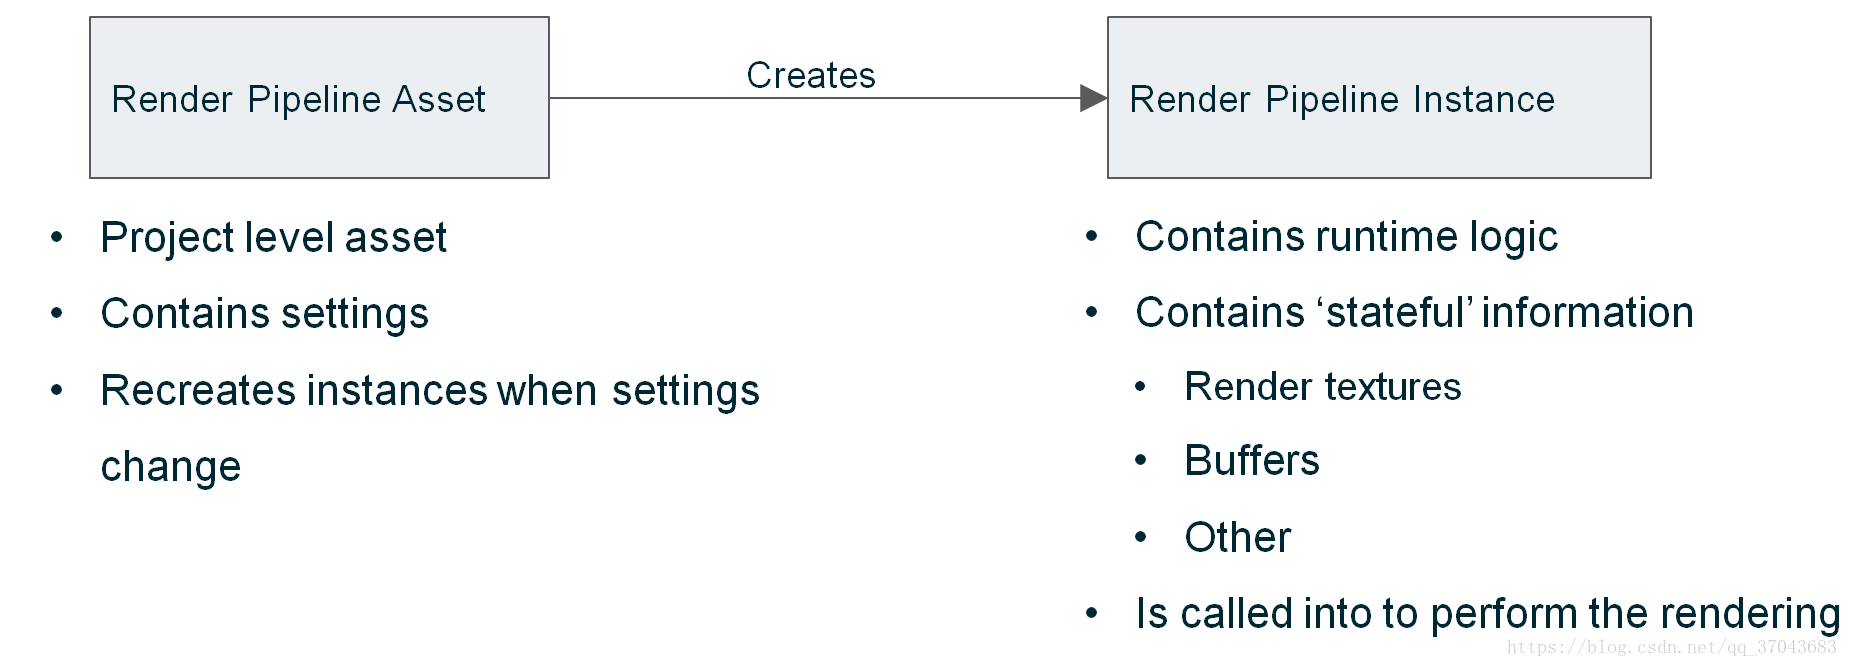 Render Pipeline Asset
Creates
Render Pipeline Instance
• Project level asset
• Contains settings
• Recreates instances when settings
change
• Contains runtime logic
• Contains ‘stateful’ information
• Render textures
• Buffers
• Other
• Is called into to perform the rendering
https://blog.csdn.net/qq_37043683